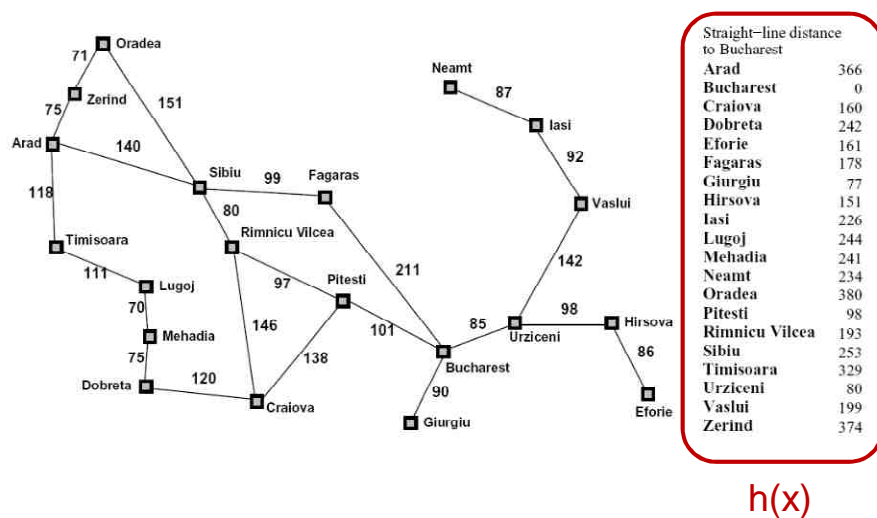 Oradea
71
Neamt
87
Zerind
151
75
Iasi
Arad
140
92
Sibiu
99
Fagaras
118
80
Vaslui
Rimnicu Vilcea
Timisoara
211
142
111
Lugoj
97
Pitesti
98
70
146
101
85
Hirsova
Mehadia
138
Urziceni
86
75
Bucharest
120
90
Dobreta
Craiova
Giurgiu
Eforie
Straight-line distance
to Bucharest
Arad 366
Bucharest 0
Craiova 160
Dobreta 242
Eforie 161
Fagaras 178
Giurgiu 77
Hirsova 151
Iasi 226
Lugoj 244
Mehadia 241
Neamt 234
Oradea 380
Pitesti 98
Rimnicu Vilcea 193
Sibiu 253
Timisoara 329
Urziceni 80
Vaslui 199
Zerind 374
h(x)